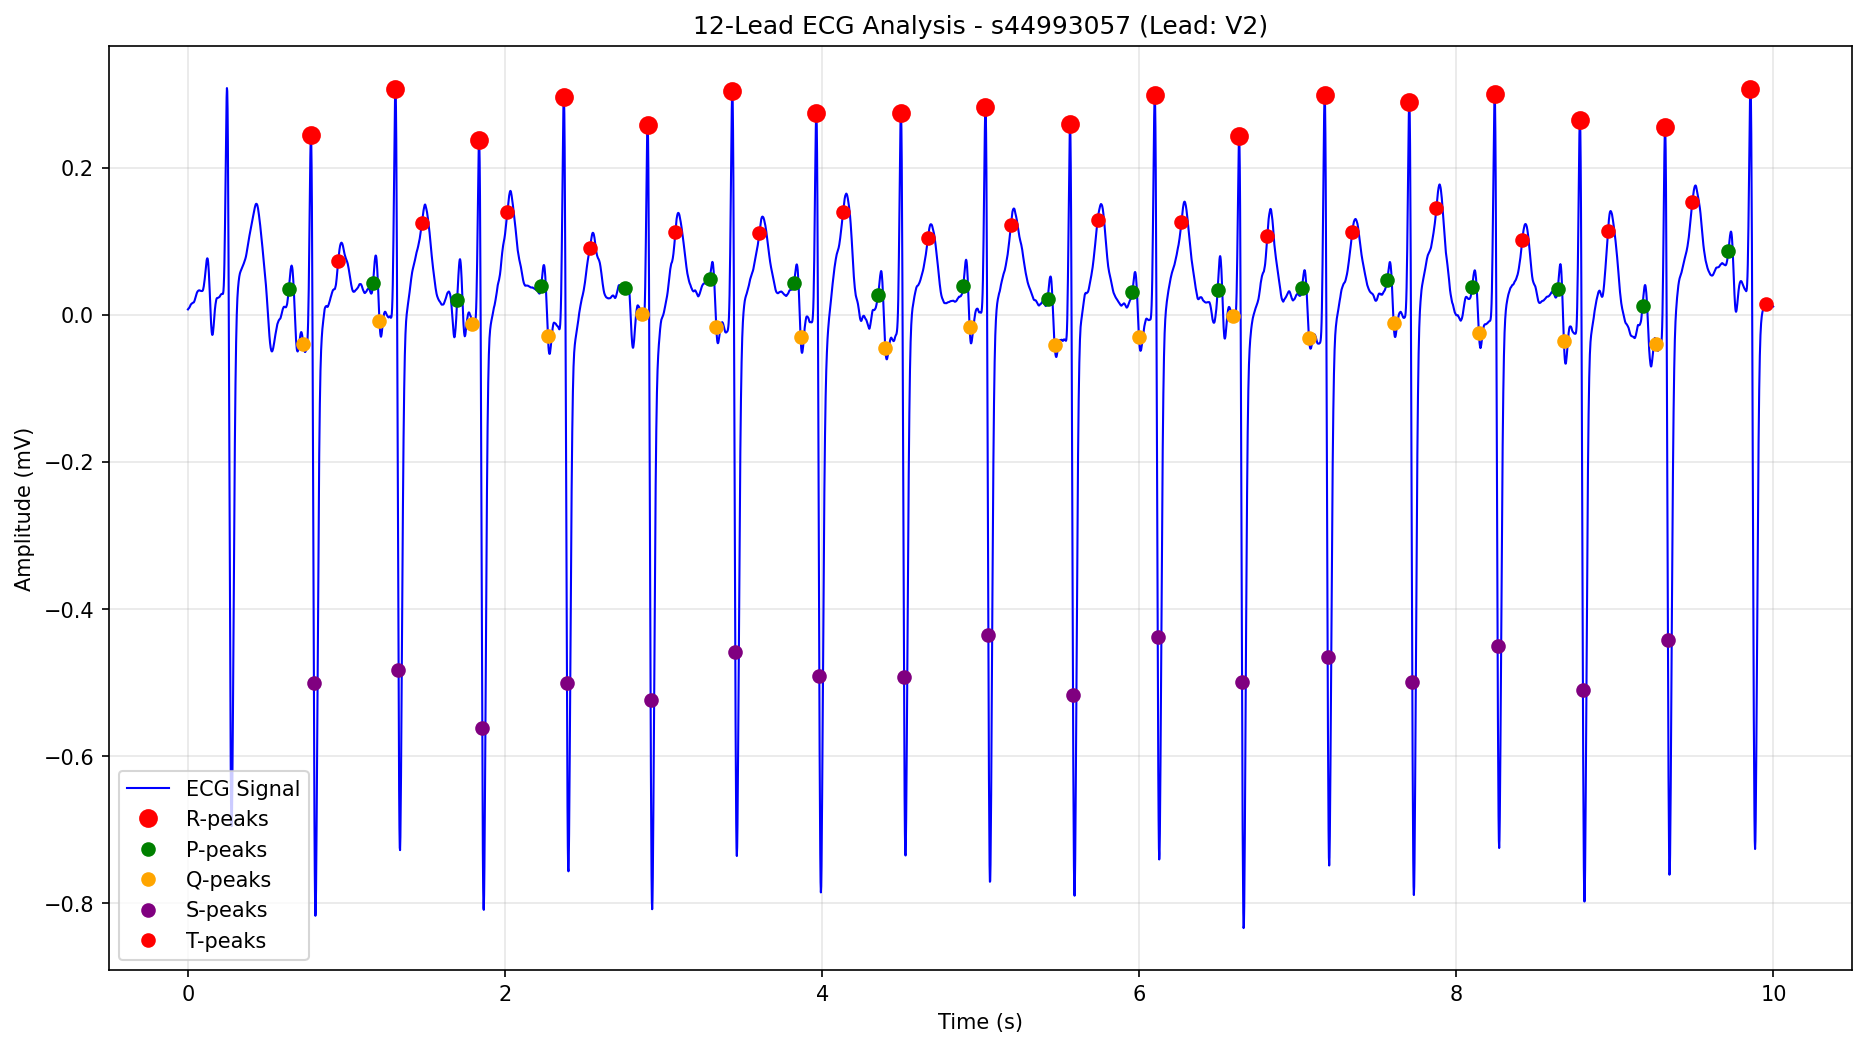 12-Lead ECG Analysis - s44993057 (Lead: V2)
Amplitude (mV)
0.2
0.0
−0.2
−0.4
−0.6
−0.8
ECG Signal
R-peaks
P-peaks
Q-peaks
S-peaks
T-peaks
0 2 4 6 8 10
Time (s)